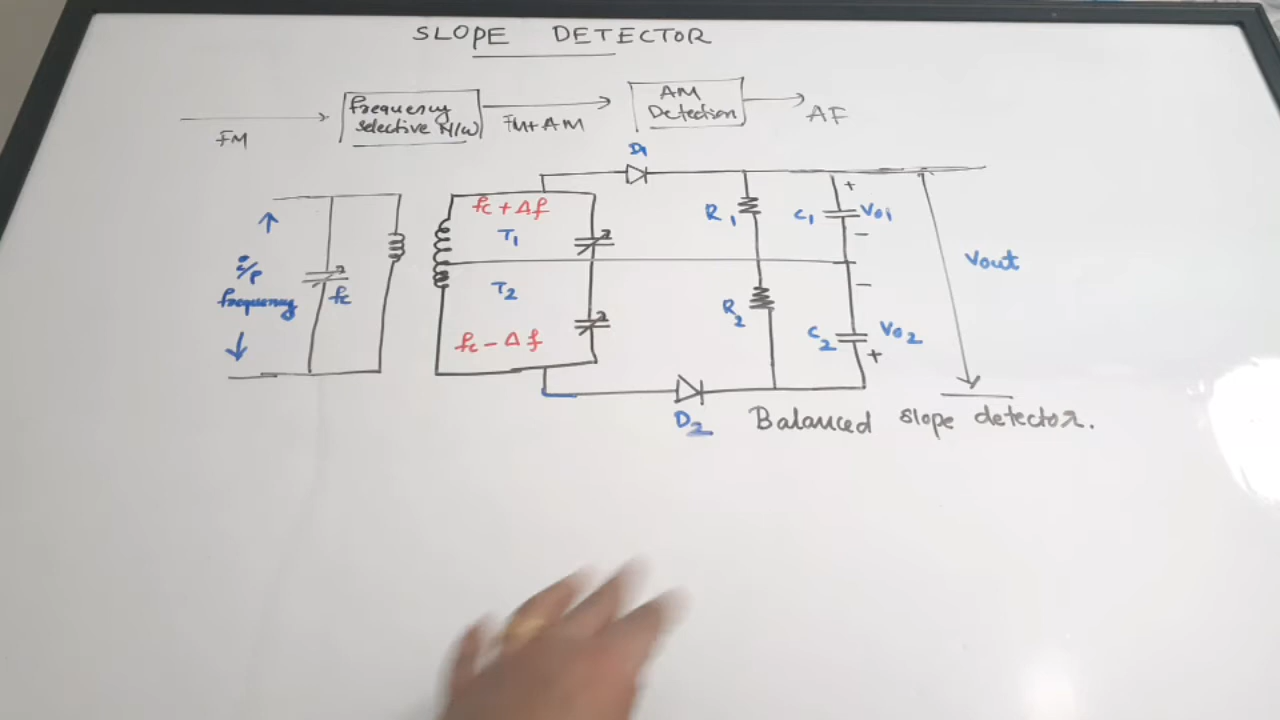 SLOPE DETECTOR
FM
frequency
selective N/W
FM+AM
AM
Detection
AF
i/p
frequency
fc
fc + Δf
T1
T2
fc - Δf
D1
D2
R1
R2
C1
+
Vo1
−
−
C2
Vo2
+
Vout
Balanced slope detector.